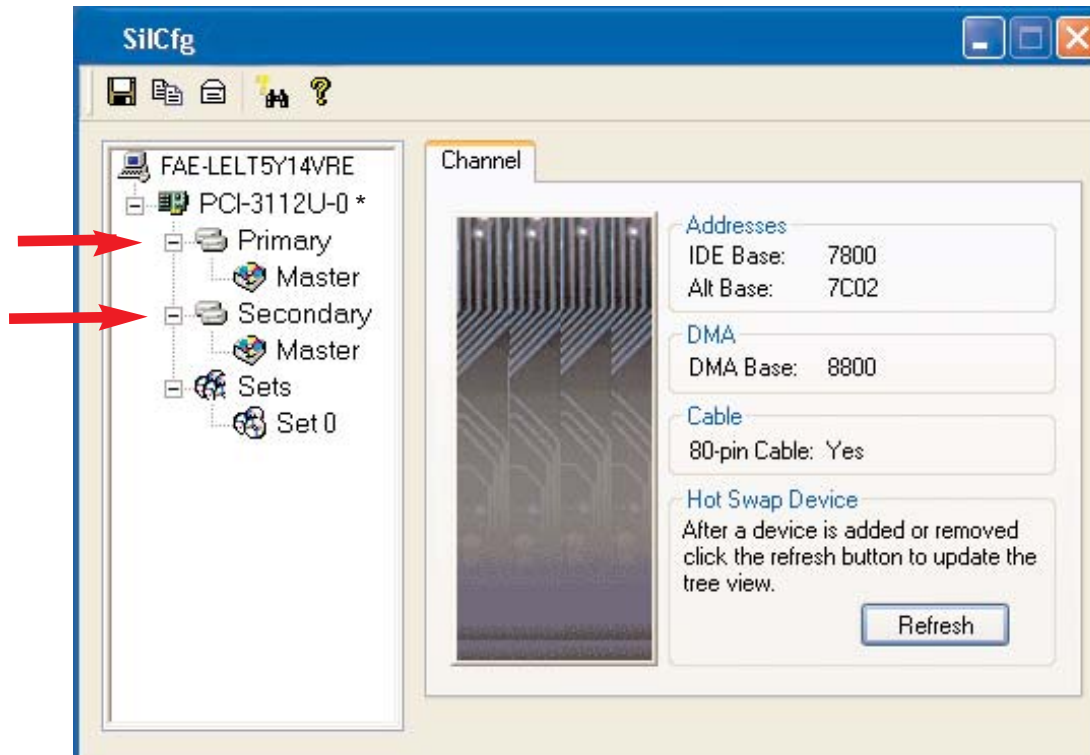 SilCfg
FAE-LELT5Y14VRE
PCI-3112U-0 *
Primary
Master
Secondary
Master
Sets
Set 0
Channel
Addresses
IDE Base: 7800
Alt Base: 7C02
DMA
DMA Base: 8800
Cable
80-pin Cable: Yes
Hot Swap Device
After a device is added or removed
click the refresh button to update the
tree view.
Refresh